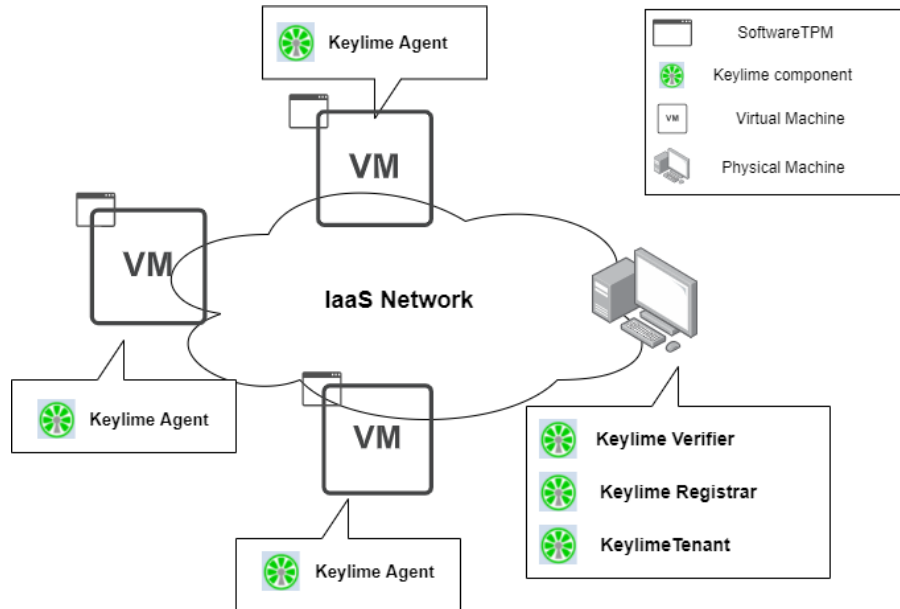 Keylime Agent
SoftwareTPM
Keylime component
VM
Virtual Machine
Physical Machine
VM
VM
IaaS Network
Keylime Agent
VM
Keylime Verifier
Keylime Registrar
KeylimeTenant
Keylime Agent